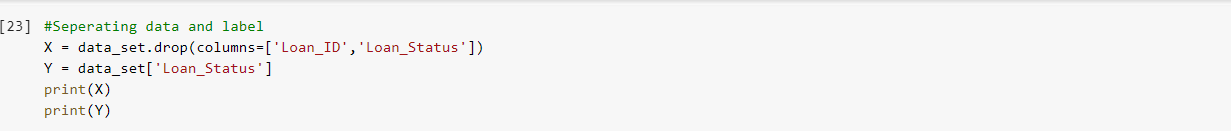 [23] #Seperating data and label
X = data_set.drop(columns=['Loan_ID','Loan_Status'])
Y = data_set['Loan_Status']
print(X)
print(Y)